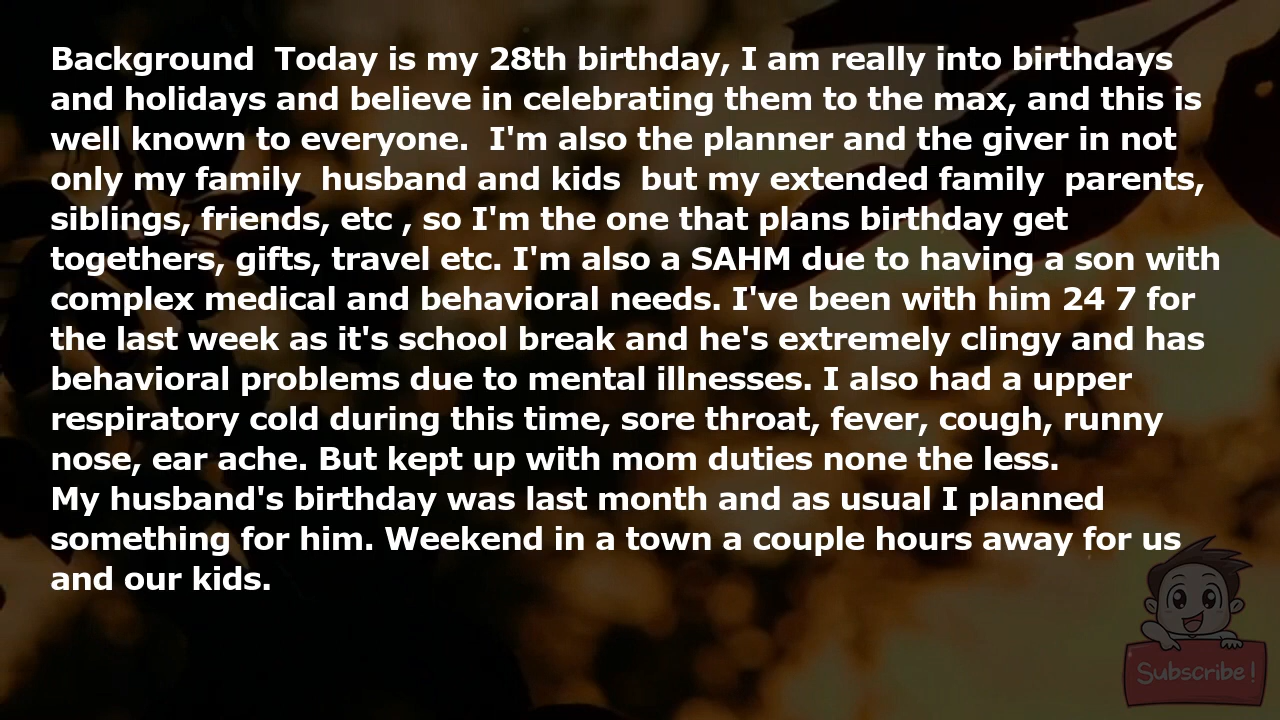 Background  Today is my 28th birthday, I am really into birthdays
and holidays and believe in celebrating them to the max, and this is
well known to everyone.  I'm also the planner and the giver in not
only my family  husband and kids  but my extended family  parents,
siblings, friends, etc , so I'm the one that plans birthday get
togethers, gifts, travel etc. I'm also a SAHM due to having a son with
complex medical and behavioral needs. I've been with him 24 7 for
the last week as it's school break and he's extremely clingy and has
behavioral problems due to mental illnesses. I also had a upper
respiratory cold during this time, sore throat, fever, cough, runny
nose, ear ache. But kept up with mom duties none the less.
My husband's birthday was last month and as usual I planned
something for him. Weekend in a town a couple hours away for us
and our kids.
Subscribe!